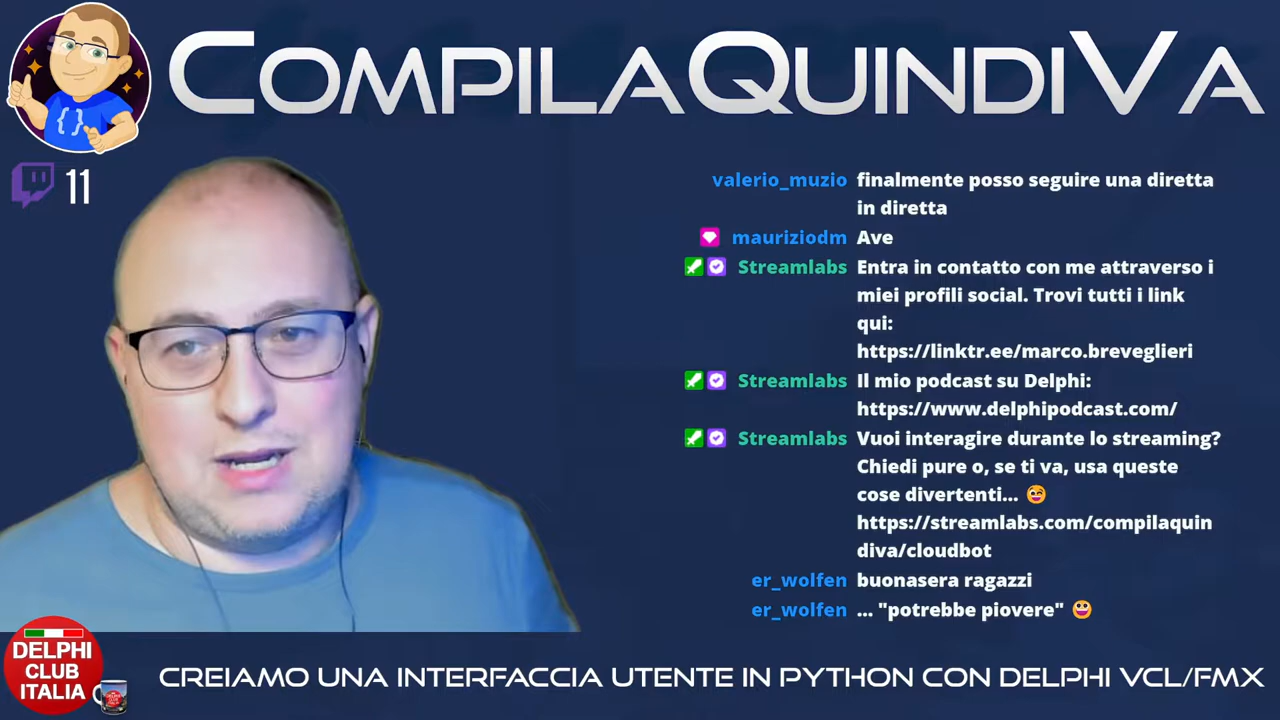 COMPILAQUINDIVA
{ }
11
valerio_muzio finalmente posso seguire una diretta
in diretta
mauriziodm Ave
Streamlabs Entra in contatto con me attraverso i
miei profili social. Trovi tutti i link
qui:
https://linktr.ee/marco.breveglieri
Streamlabs Il mio podcast su Delphi:
https://www.delphipodcast.com/
Streamlabs Vuoi interagire durante lo streaming?
Chiedi pure o, se ti va, usa queste
cose divertenti... 😄
https://streamlabs.com/compilaquin
diva/cloudbot
er_wolfen buonasera ragazzi
er_wolfen ... "potrebbe piovere" 😀
DELPHI
CLUB
ITALIA
CREIAMO UNA INTERFACCIA UTENTE IN PYTHON CON DELPHI VCL/FMX